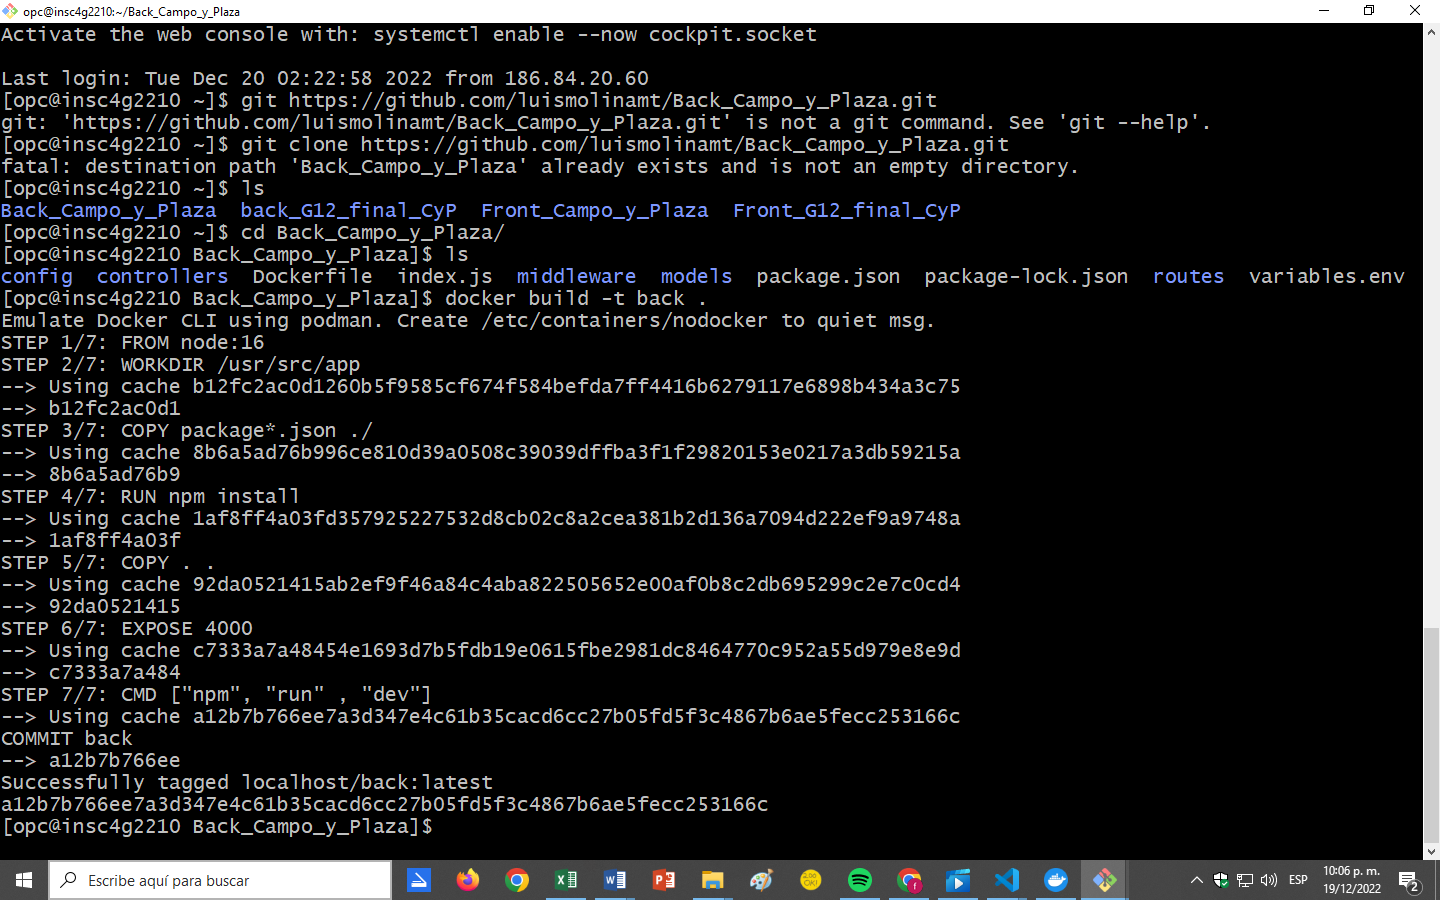 opc@insc4g2210:~/Back_Campo_y_Plaza
Activate the web console with: systemctl enable --now cockpit.socket
Last login: Tue Dec 20 02:22:58 2022 from 186.84.20.60
[opc@insc4g2210 ~]$ git https://github.com/luismolinamt/Back_Campo_y_Plaza.git
git: 'https://github.com/luismolinamt/Back_Campo_y_Plaza.git' is not a git command. See 'git --help'.
[opc@insc4g2210 ~]$ git clone https://github.com/luismolinamt/Back_Campo_y_Plaza.git
fatal: destination path 'Back_Campo_y_Plaza' already exists and is not an empty directory.
[opc@insc4g2210 ~]$ ls
Back_Campo_y_Plaza  back_G12_final_CyP  Front_Campo_y_Plaza  Front_G12_final_CyP
[opc@insc4g2210 ~]$ cd Back_Campo_y_Plaza/
[opc@insc4g2210 Back_Campo_y_Plaza]$ ls
config  controllers  Dockerfile  index.js  middleware  models  package.json  package-lock.json  routes  variables.env
[opc@insc4g2210 Back_Campo_y_Plaza]$ docker build -t back .
Emulate Docker CLI using podman. Create /etc/containers/nodocker to quiet msg.
STEP 1/7: FROM node:16
STEP 2/7: WORKDIR /usr/src/app
--> Using cache b12fc2ac0d1260b5f9585cf674f584befda7ff4416b6279117e6898b434a3c75
--> b12fc2ac0d1
STEP 3/7: COPY package*.json ./
--> Using cache 8b6a5ad76b996ce810d39a0508c39039dffba3f1f29820153e0217a3db59215a
--> 8b6a5ad76b9
STEP 4/7: RUN npm install
--> Using cache 1af8ff4a03fd357925227532d8cb02c8a2cea381b2d136a7094d222ef9a9748a
--> 1af8ff4a03f
STEP 5/7: COPY . .
--> Using cache 92da0521415ab2ef9f46a84c4aba822505652e00af0b8c2db695299c2e7c0cd4
--> 92da0521415
STEP 6/7: EXPOSE 4000
--> Using cache c7333a7a48454e1693d7b5fdb19e0615fbe2981dc8464770c952a55d979e8e9d
--> c7333a7a484
STEP 7/7: CMD ["npm", "run" , "dev"]
--> Using cache a12b7b766ee7a3d347e4c61b35cacd6cc27b05fd5f3c4867b6ae5fecc253166c
COMMIT back
--> a12b7b766ee
Successfully tagged localhost/back:latest
a12b7b766ee7a3d347e4c61b35cacd6cc27b05fd5f3c4867b6ae5fecc253166c
[opc@insc4g2210 Back_Campo_y_Plaza]$
Escribe aquí para buscar
ESP
10:06 p. m.
19/12/2022
2